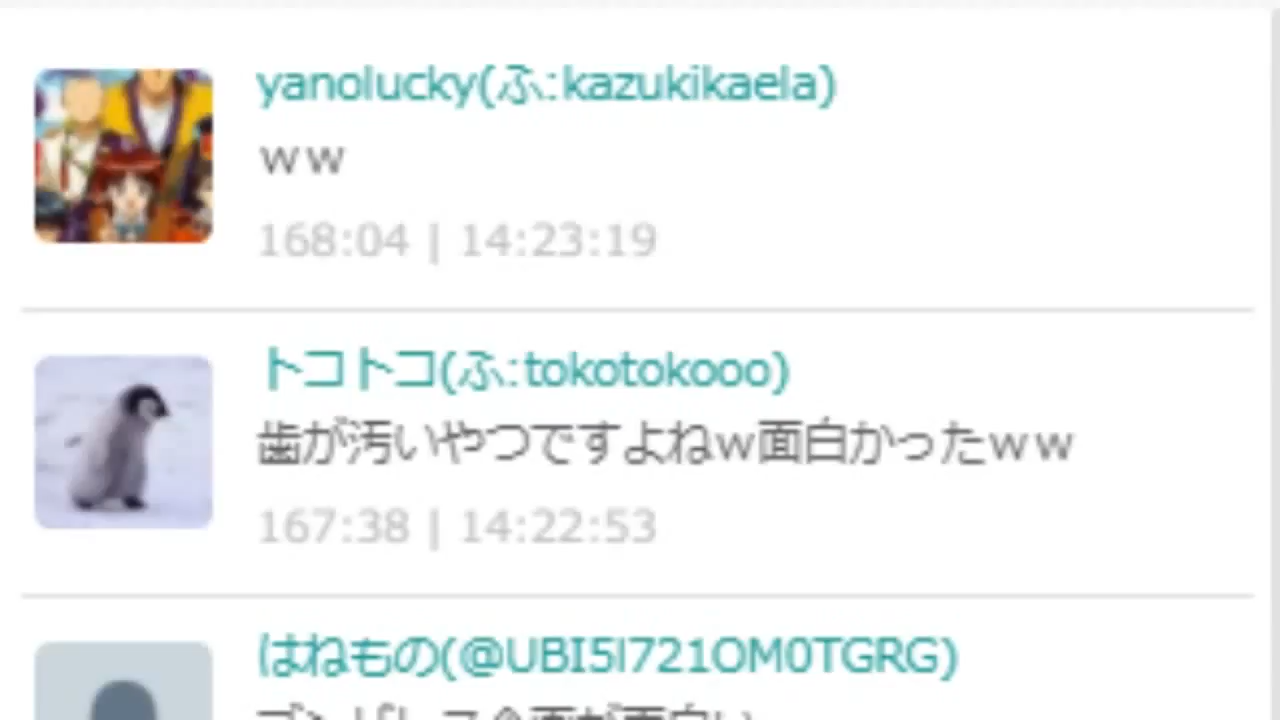 yanolucky(ふ:kazukikaela)
ｗｗ
168:04 | 14:23:19
トコトコ(ふ:tokotokooo)
歯が汚いやつですよねｗ面白かったｗｗ
167:38 | 14:22:53
はねもの(@UBI5I721OM0TGRG)